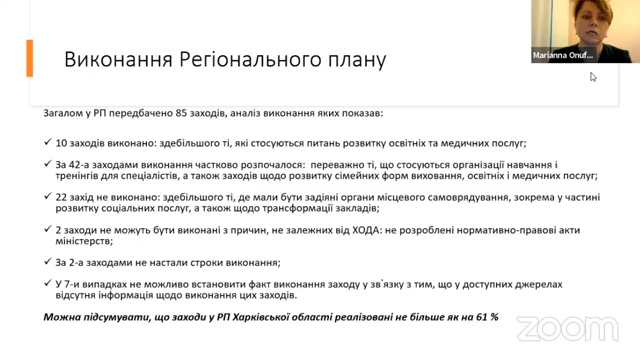 Виконання Регіонального плану
Marianna Onuf...
Загалом у РП передбачено 85 заходів, аналіз виконання яких показав:
✓ 10 заходів виконано: здебільшого ті, які стосуються питань розвитку освітніх та медичних послуг;
✓ За 42-а заходами виконання частково розпочалося: переважно ті, що стосуються організації навчання і
тренінгів для спеціалістів, а також заходів щодо розвитку сімейних форм виховання, освітніх і медичних послуг;
✓ 22 захід не виконано: здебільшого ті, де мали бути задіяні органи місцевого самоврядування, зокрема у частині
розвитку соціальних послуг, а також щодо трансформації закладів;
✓ 2 заходи не можуть бути виконані з причин, не залежних від ХОДА: не розроблені нормативно-правові акти
міністерств;
✓ За 2-а заходами не настали строки виконання;
✓ У 7-и випадках не можливо встановити факт виконання заходу у зв`язку з тим, що у доступних джерелах
відсутня інформація щодо виконання цих заходів.
Можна підсумувати, що заходи у РП Харківської області реалізовані не більше як на 61 %
zoom